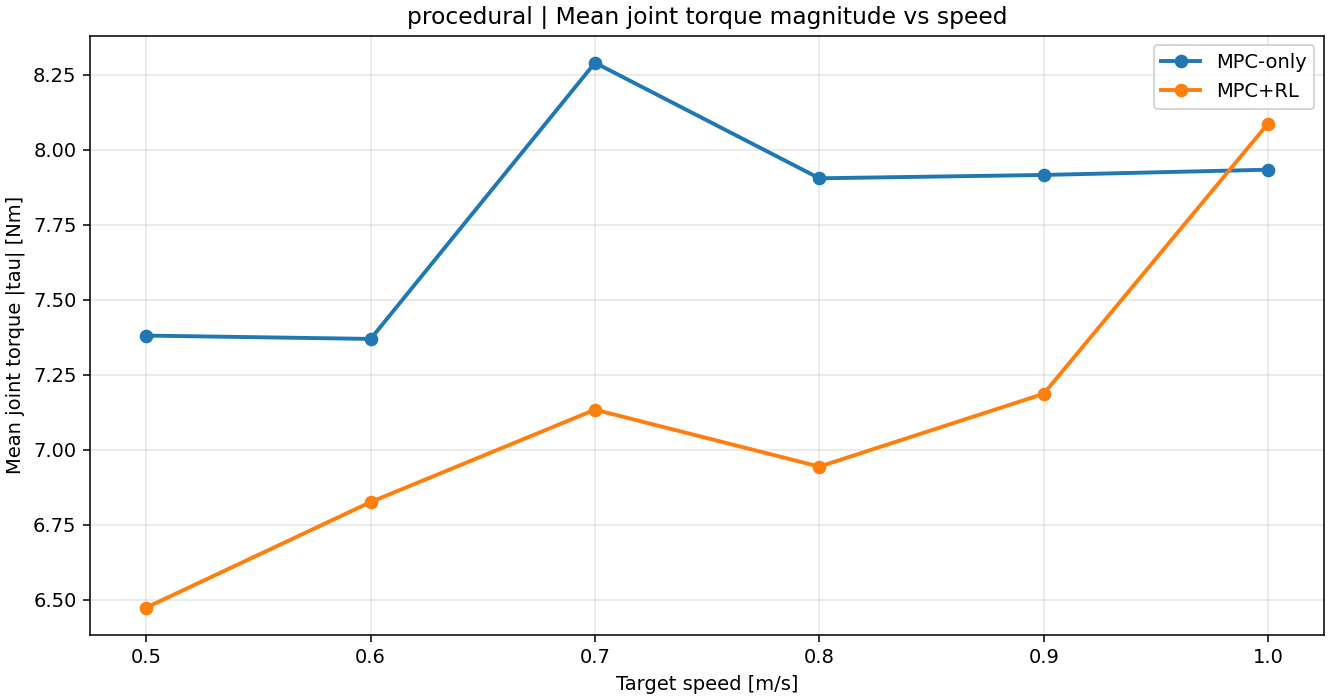 procedural | Mean joint torque magnitude vs speed
MPC-only
MPC+RL
Mean joint torque |tau| [Nm]
8.25
8.00
7.75
7.50
7.25
7.00
6.75
6.50
0.5 0.6 0.7 0.8 0.9 1.0
Target speed [m/s]